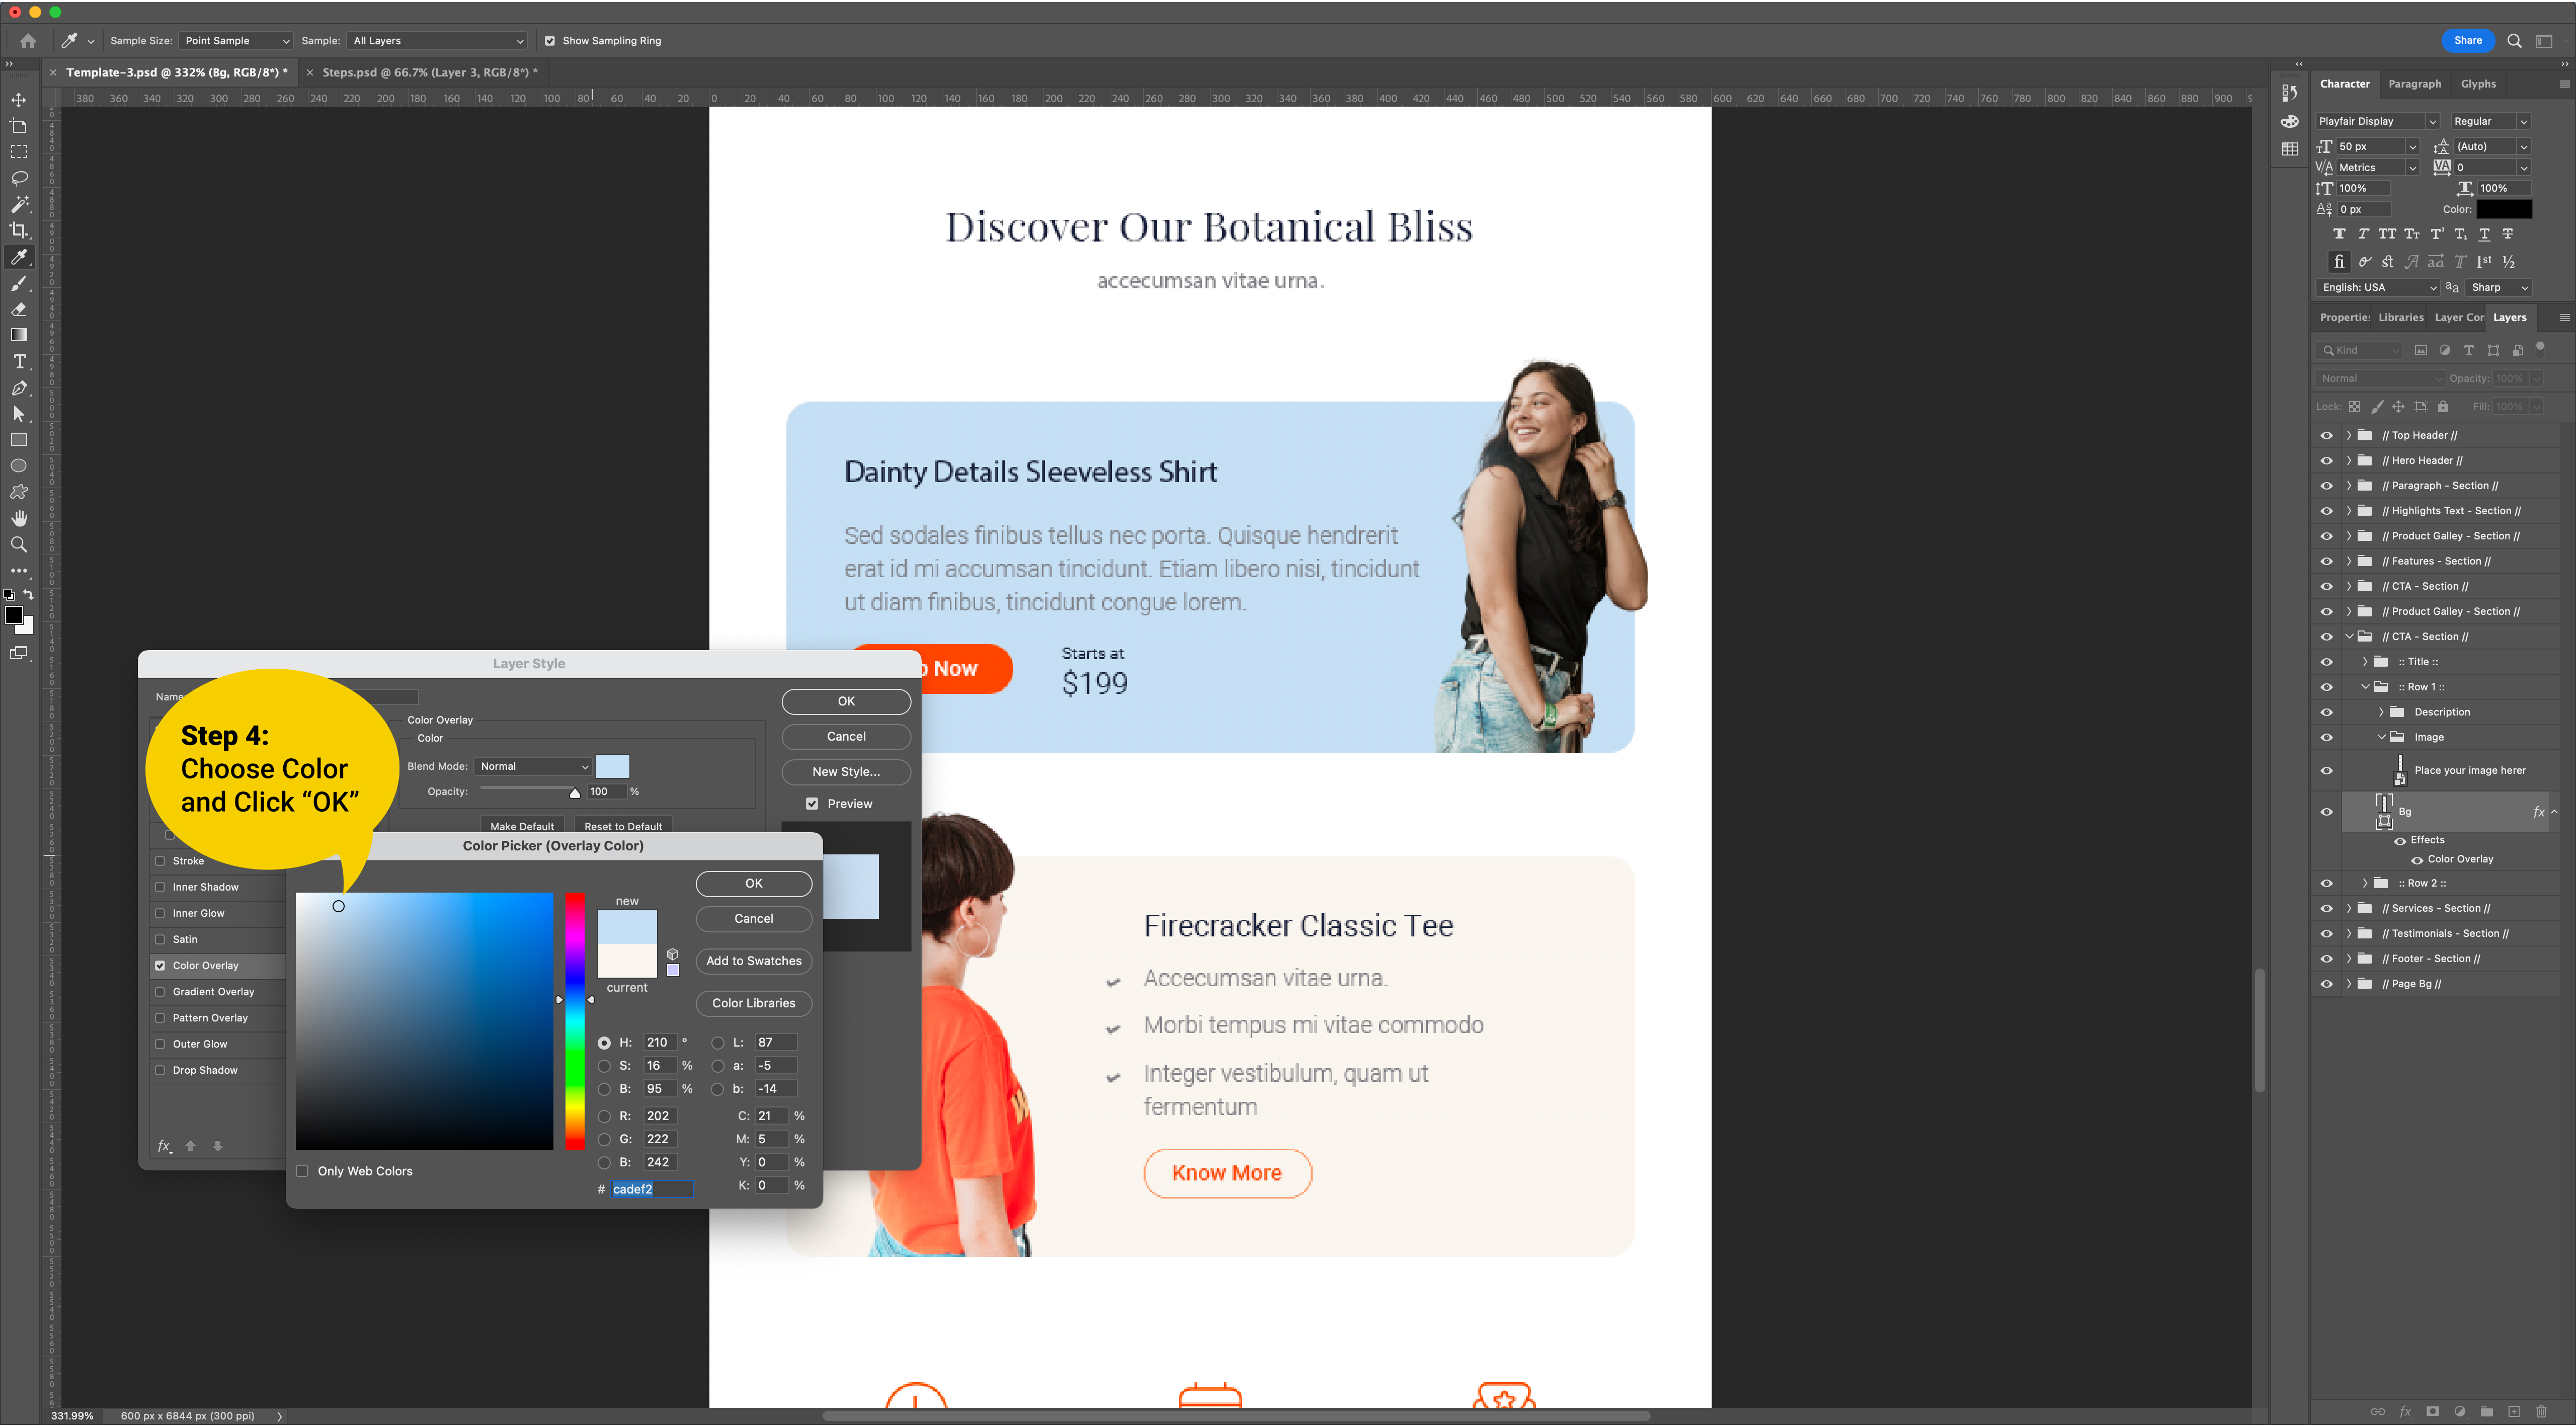 Sample Size: Point Sample Sample: All Layers Show Sampling Ring Share
Template-3.psd @ 332% (Bg, RGB/8*) * Steps.psd @ 66.7% (Layer 3, RGB/8*) *
380 360 340 320 300 280 260 240 220 200 180 160 140 120 100 80 60 40 20 0 20 40 60 80 100 120 140 160 180 200 220 240 260 280 300 320 340 360 380 400 420 440 460 480 500 520 540 560 580 600 620 640 660 680 700 720 740 760 780 800 820 840 860 880 900
Discover Our Botanical Bliss
accecumsan vitae urna.
Dainty Details Sleeveless Shirt
Sed sodales finibus tellus nec porta. Quisque hendrerit
erat id mi accumsan tincidunt. Etiam libero nisi, tincidunt
ut diam finibus, tincidunt congue lorem.
Now
Starts at
$199
Firecracker Classic Tee
Accecumsan vitae urna.
Morbi tempus mi vitae commodo
Integer vestibulum, quam ut
fermentum
Know More
Layer Style
Name
Step 4:
Choose Color
and Click “OK”
Color Overlay
Color
Blend Mode: Normal
Opacity: 100 %
Make Default Reset to Default
OK
Cancel
New Style...
Preview
Stroke
Inner Shadow
Inner Glow
Satin
Color Overlay
Gradient Overlay
Pattern Overlay
Outer Glow
Drop Shadow
fx
Color Picker (Overlay Color)
new
current
OK
Cancel
Add to Swatches
Color Libraries
H: 210 ° L: 87
S: 16 % a: -5
B: 95 % b: -14
R: 202 C: 21 %
G: 222 M: 5 %
B: 242 Y: 0 %
# cadef2 K: 0 %
Only Web Colors
Character Paragraph Glyphs
Playfair Display Regular
50 px (Auto)
Metrics 0
100% 100%
0 px Color:
English: USA Sharp
Properties Libraries Layer Cor Layers
Kind
Normal Opacity: 100%
Lock: Fill: 100%
// Top Header //
// Hero Header //
// Paragraph - Section //
// Highlights Text - Section //
// Product Galley - Section //
// Features - Section //
// CTA - Section //
// Product Galley - Section //
// CTA - Section //
:: Title ::
:: Row 1 ::
Description
Image
Place your image herer
Bg fx
Effects
Color Overlay
:: Row 2 ::
// Services - Section //
// Testimonials - Section //
// Footer - Section //
// Page Bg //
331.99% 600 px x 6844 px (300 ppi)